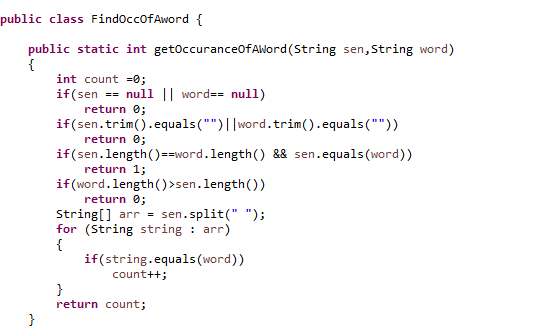 public class FindOccOfAword {
public static int getOccuranceOfAWord(String sen,String word)
{
int count =0;
if(sen == null || word== null)
return 0;
if(sen.trim().equals("")||word.trim().equals(""))
return 0;
if(sen.length()==word.length() && sen.equals(word))
return 1;
if(word.length()>sen.length())
return 0;
String[] arr = sen.split(" ");
for (String string : arr)
{
if(string.equals(word))
count++;
}
return count;
}